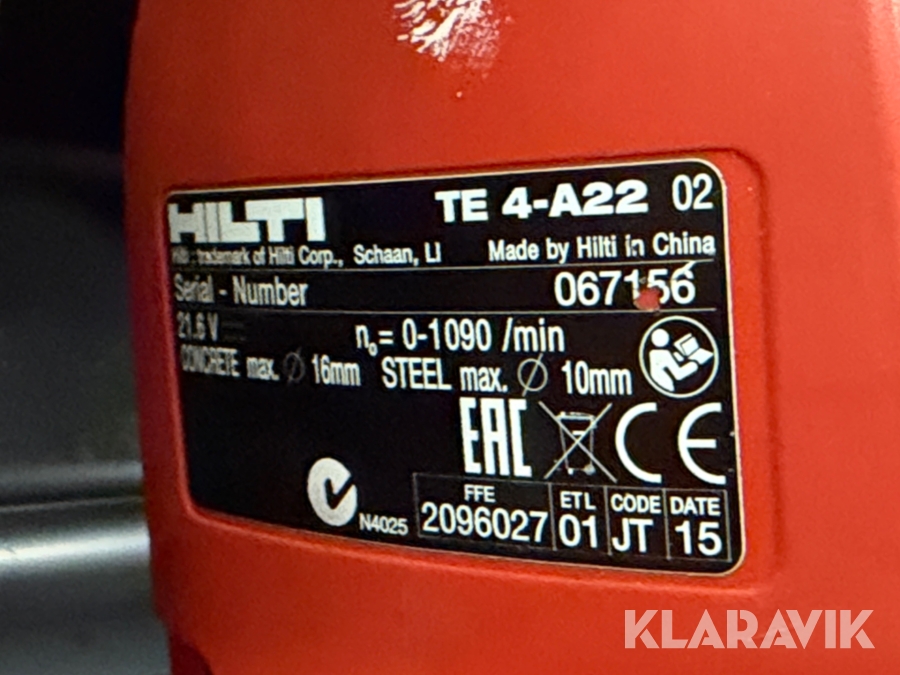 HILTI TE 4-A22 02
Hilti = trademark of Hilti Corp., Schaan, LI Made by Hilti in China
Serial - Number 067156
21.6 V n₀= 0-1090 /min
CONCRETE max. Ø 16mm STEEL max. Ø 10mm
EAC CE
N4025
FFE ETL CODE DATE
2096027 01 JT 15
KLARAVIK